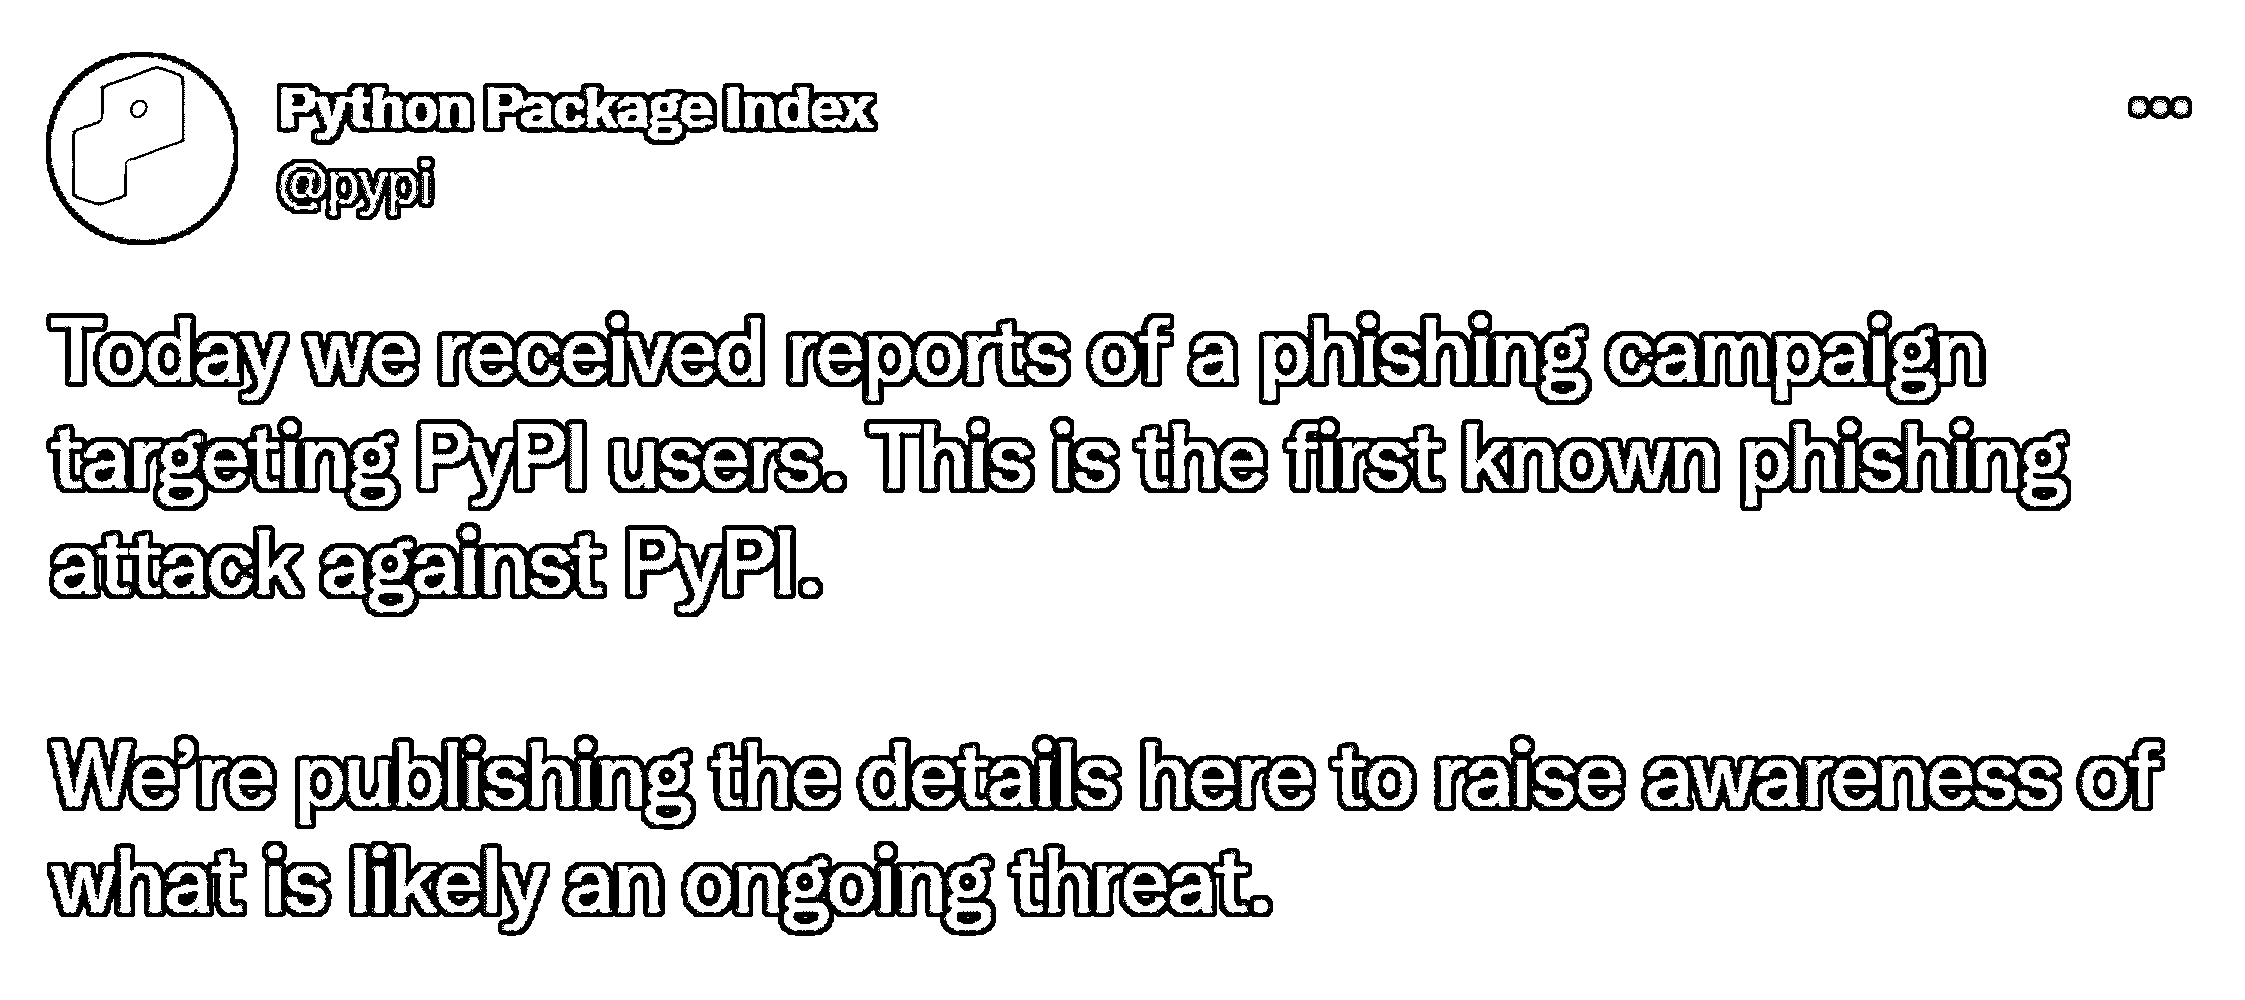 Python Package Index
@pypi
Today we received reports of a phishing campaign
targeting PyPI users. This is the first known phishing
attack against PyPI.
We’re publishing the details here to raise awareness of
what is likely an ongoing threat.